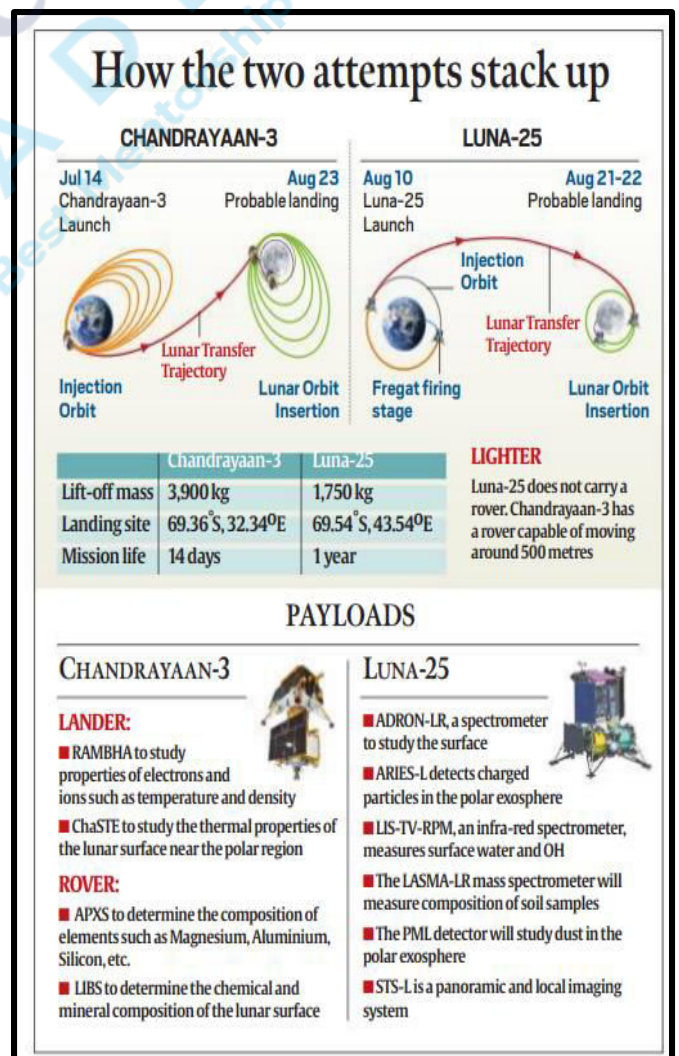 How the two attempts stack up
CHANDRAYAAN-3
Jul 14
Chandrayaan-3
Launch
Aug 23
Probable landing
Lunar Transfer
Trajectory
Injection
Orbit
Lunar Orbit
Insertion
LUNA-25
Aug 10
Luna-25
Launch
Aug 21-22
Probable landing
Injection
Orbit
Lunar Transfer
Trajectory
Fregat firing
stage
Lunar Orbit
Insertion
Chandrayaan-3 Luna-25
Lift-off mass 3,900 kg 1,750 kg
Landing site 69.36°S, 32.34⁰E 69.54°S, 43.54⁰E
Mission life 14 days 1 year
LIGHTER
Luna-25 does not carry a
rover. Chandrayaan-3 has
a rover capable of moving
around 500 metres
PAYLOADS
CHANDRAYAAN-3
LANDER:
■ RAMBHA to study
properties of electrons and
ions such as temperature and density
■ ChaSTE to study the thermal properties of
the lunar surface near the polar region
ROVER:
■ APXS to determine the composition of
elements such as Magnesium, Aluminium,
Silicon, etc.
■ LIBS to determine the chemical and
mineral composition of the lunar surface
LUNA-25
■ ADRON-LR, a spectrometer
to study the surface
■ ARIES-L detects charged
particles in the polar exosphere
■ LIS-TV-RPM, an infra-red spectrometer,
measures surface water and OH
■ The LASMA-LR mass spectrometer will
measure composition of soil samples
■ The PML detector will study dust in the
polar exosphere
■ STS-L is a panoramic and local imaging
system
Best Mentorship